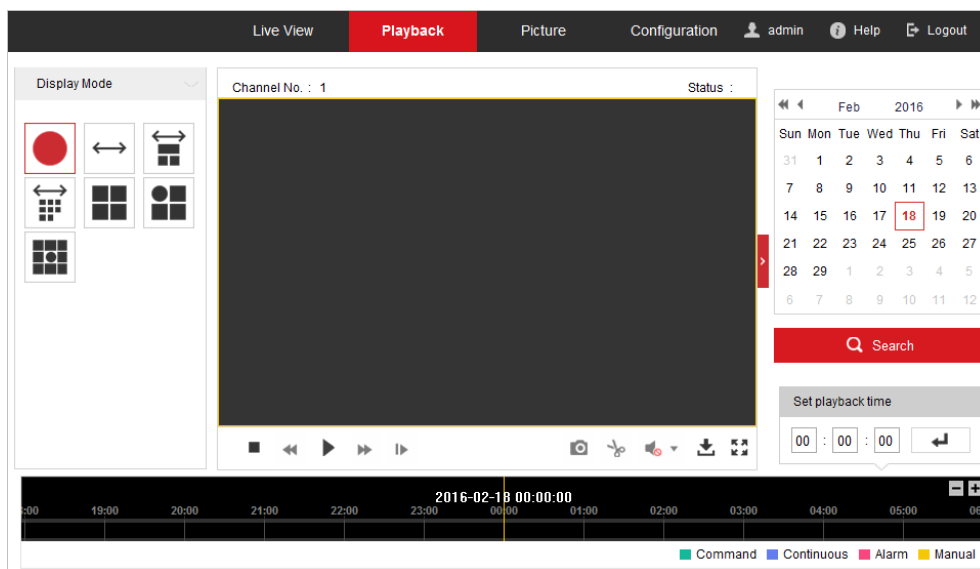 Live View Playback Picture Configuration admin Help Logout
Display Mode
Channel No. : 1 Status :
Feb 2016
Sun Mon Tue Wed Thu Fri Sat
31 1 2 3 4 5 6
7 8 9 10 11 12 13
14 15 16 17 18 19 20
21 22 23 24 25 26 27
28 29 1 2 3 4 5
6 7 8 9 10 11 12
Search
Set playback time
00 : 00 : 00
2016-02-18 00:00:00
:00 19:00 20:00 21:00 22:00 23:00 00:00 01:00 02:00 03:00 04:00 05:00 06
Command Continuous Alarm Manual